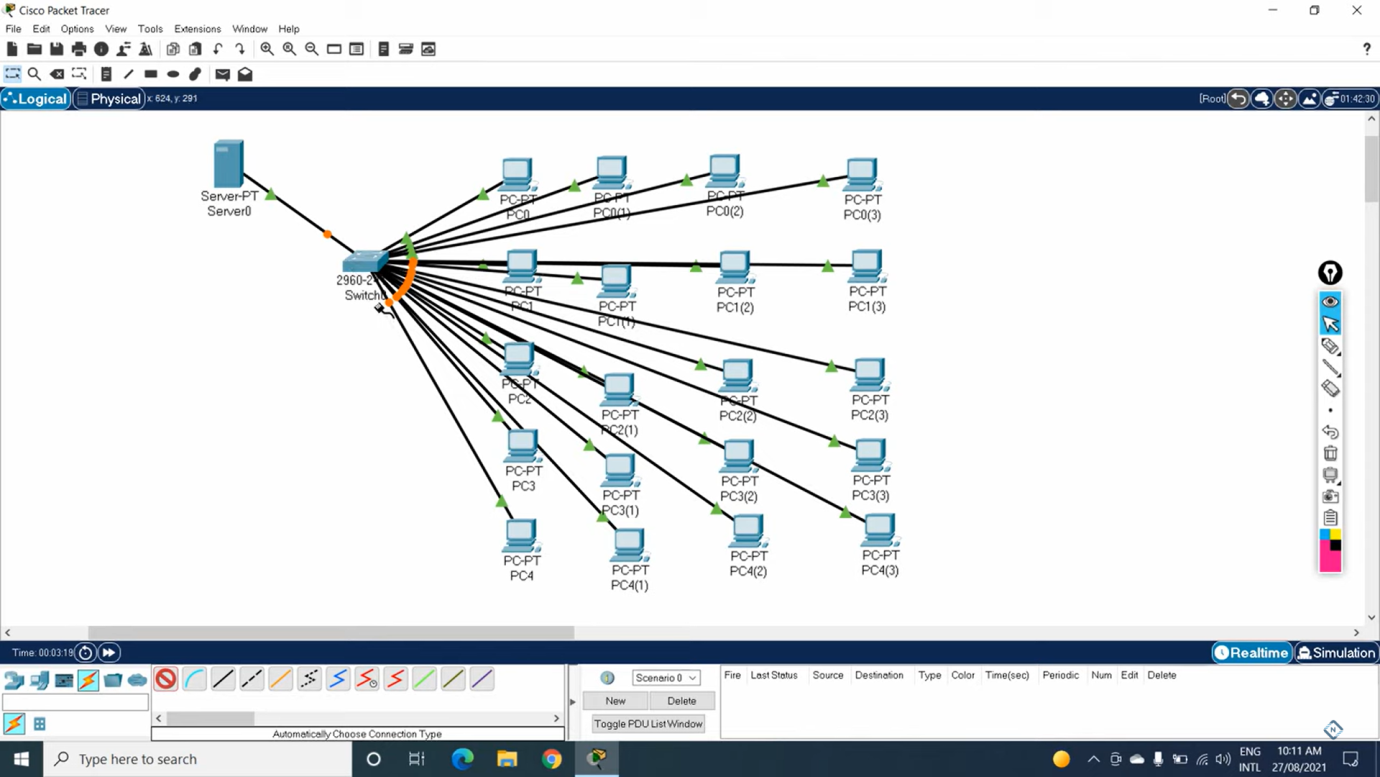 Cisco Packet Tracer
File Edit Options View Tools Extensions Window Help
Logical Physical x: 624, y: 291 [Root] 01:42:30
Server-PT
Server0
2960-2
Switch
PC-PT
PC0
PC-PT
PC0(1)
PC-PT
PC0(2)
PC-PT
PC0(3)
PC-PT
PC1
PC-PT
PC1(1)
PC-PT
PC1(2)
PC-PT
PC1(3)
PC-PT
PC2
PC-PT
PC2(1)
PC-PT
PC2(2)
PC-PT
PC2(3)
PC-PT
PC3
PC-PT
PC3(1)
PC-PT
PC3(2)
PC-PT
PC3(3)
PC-PT
PC4
PC-PT
PC4(1)
PC-PT
PC4(2)
PC-PT
PC4(3)
Time: 00:03:19 Realtime Simulation
Automatically Choose Connection Type
Scenario 0
New Delete
Toggle PDU List Window
Fire Last Status Source Destination Type Color Time(sec) Periodic Num Edit Delete
Type here to search
ENG
INTL
10:11 AM
27/08/2021